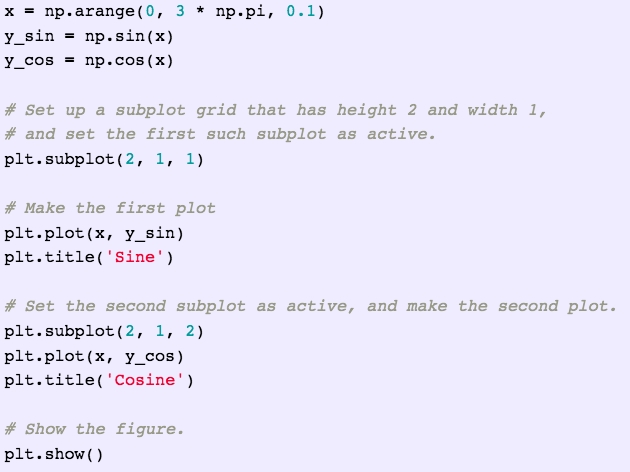 x = np.arange(0, 3 * np.pi, 0.1)
y_sin = np.sin(x)
y_cos = np.cos(x)
# Set up a subplot grid that has height 2 and width 1,
# and set the first such subplot as active.
plt.subplot(2, 1, 1)
# Make the first plot
plt.plot(x, y_sin)
plt.title('Sine')
# Set the second subplot as active, and make the second plot.
plt.subplot(2, 1, 2)
plt.plot(x, y_cos)
plt.title('Cosine')
# Show the figure.
plt.show()